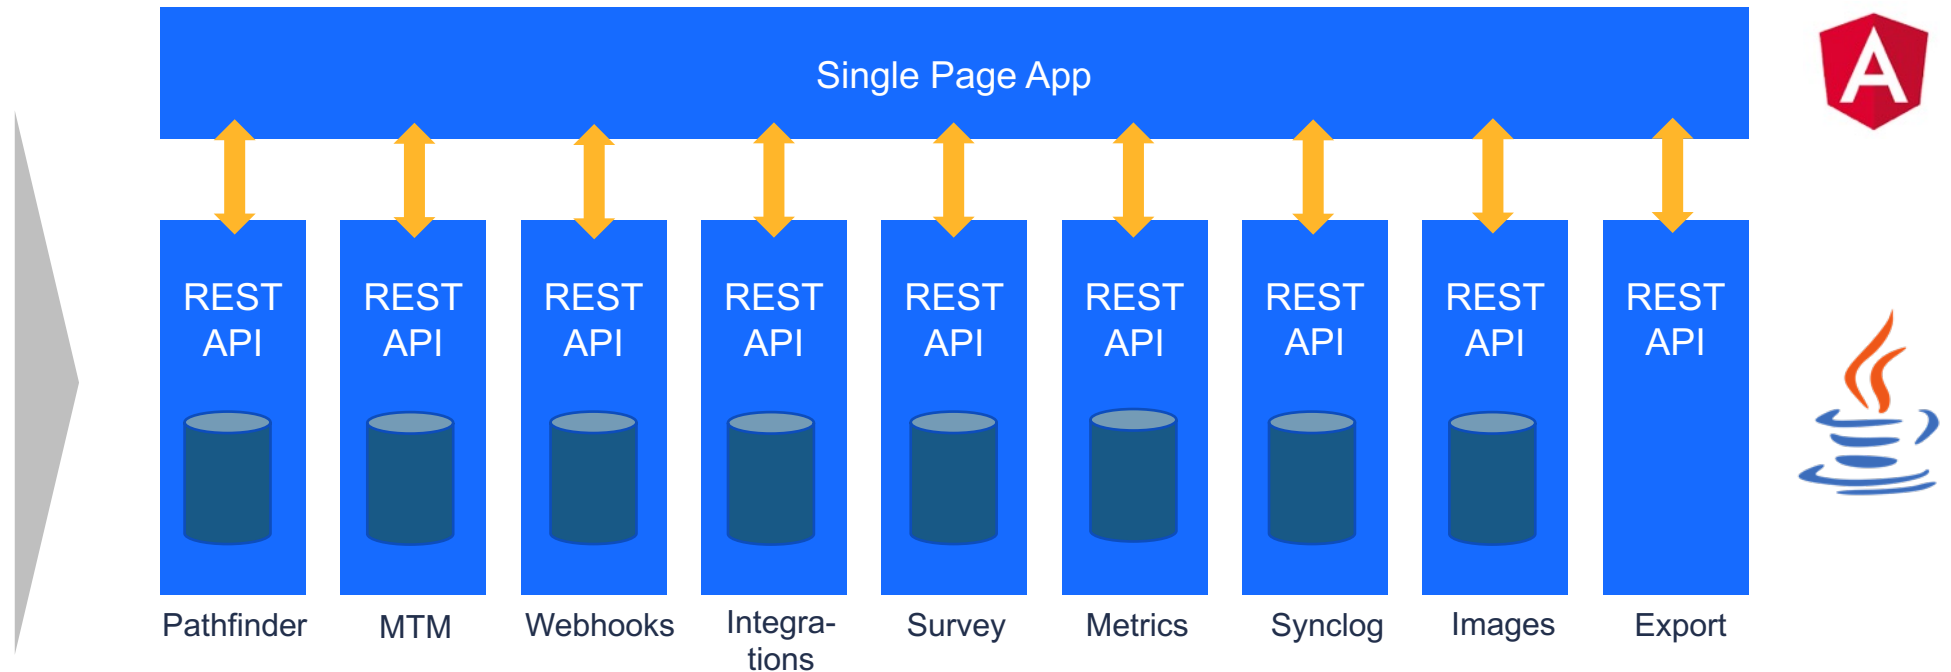 Single Page App
A
REST
API
REST
API
REST
API
REST
API
REST
API
REST
API
REST
API
REST
API
REST
API
Pathfinder
MTM
Webhooks
Integra-
tions
Survey
Metrics
Synclog
Images
Export